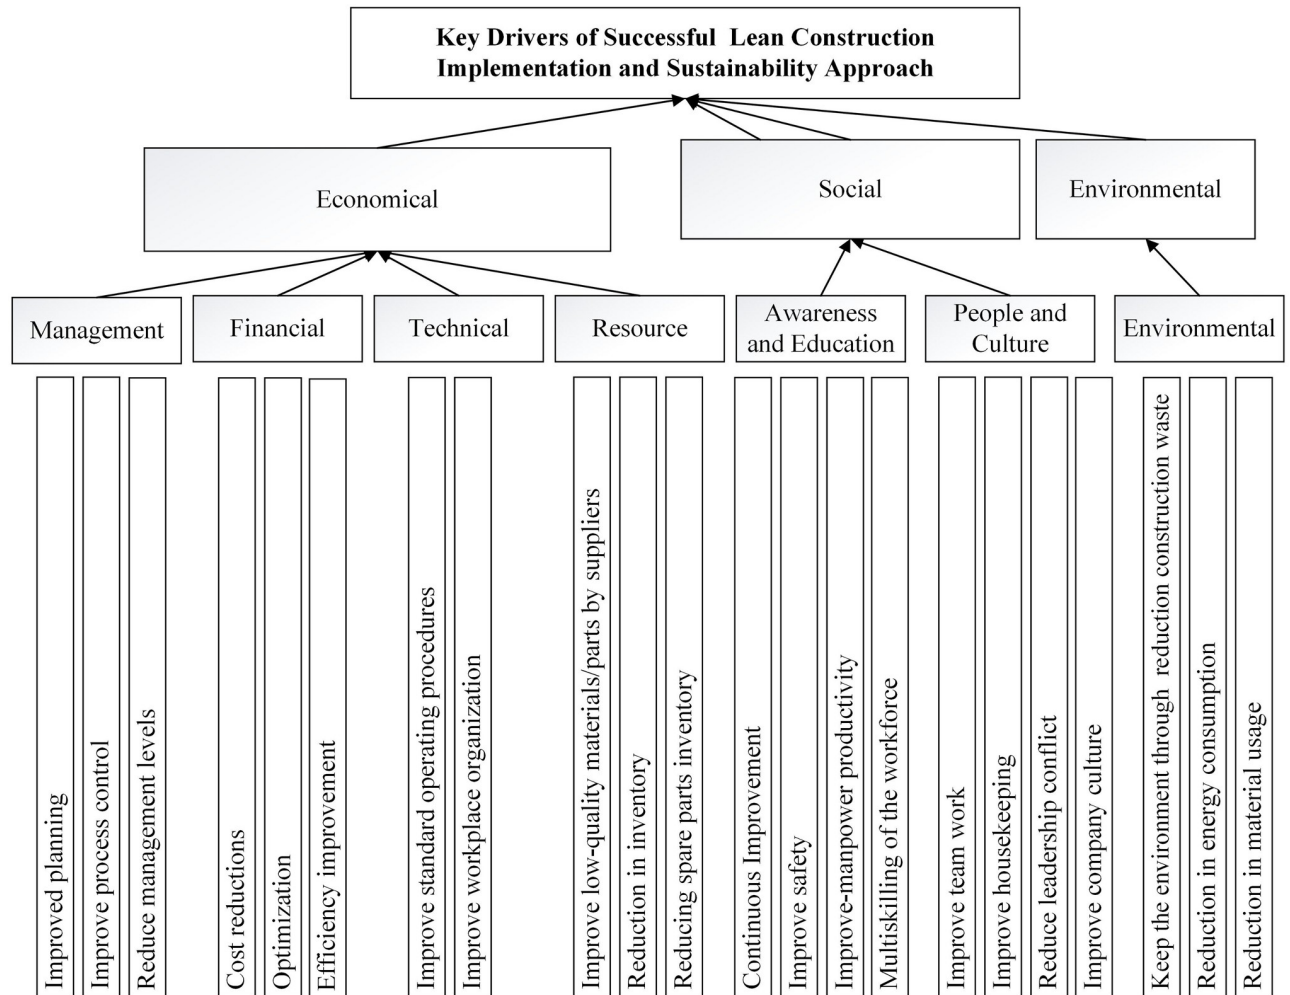 Key Drivers of Successful Lean Construction
Implementation and Sustainability Approach
Economical
Social
Environmental
Management
Financial
Technical
Resource
Awareness
and Education
People and
Culture
Environmental
Improved planning
Improve process control
Reduce management levels
Cost reductions
Optimization
Efficiency improvement
Improve standard operating procedures
Improve workplace organization
Improve low-quality materials/parts by suppliers
Reduction in inventory
Reducing spare parts inventory
Continuous Improvement
Improve safety
Improve-manpower productivity
Multiskilling of the workforce
Improve team work
Improve housekeeping
Reduce leadership conflict
Improve company culture
Keep the environment through reduction construction waste
Reduction in energy consumption
Reduction in material usage